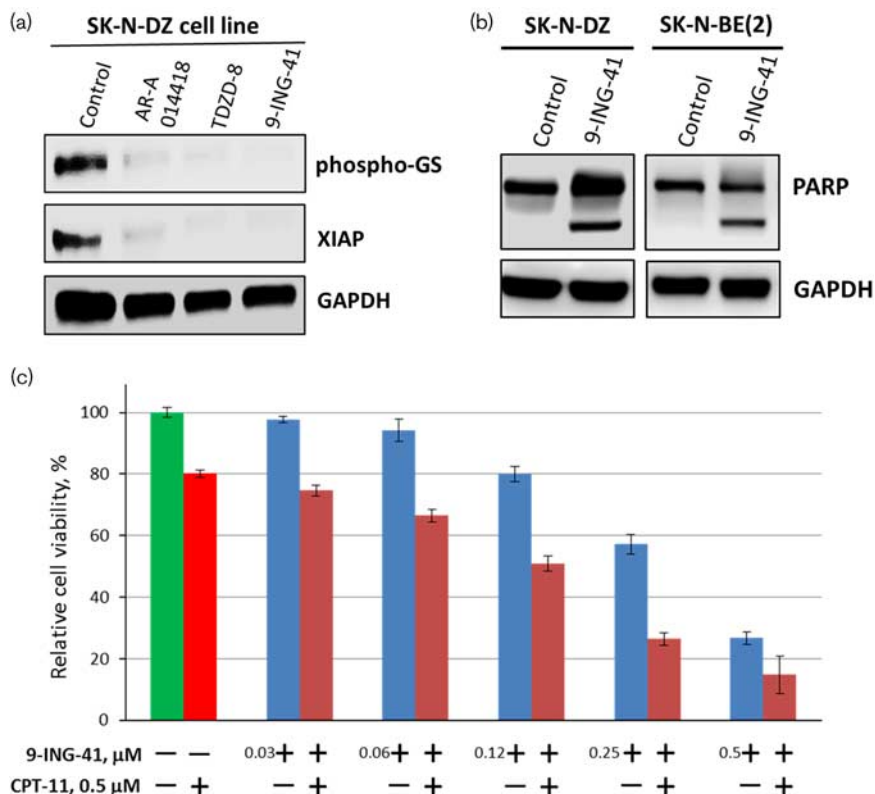 (a)
SK-N-DZ cell line
Control
AR-A
014418
TDZD-8
9-ING-41
phospho-GS
XIAP
GAPDH
(b)
SK-N-DZ
SK-N-BE(2)
Control
9-ING-41
Control
9-ING-41
PARP
GAPDH
(c)
Relative cell viability, %
100
80
60
40
20
0
9-ING-41, μM — — 0.03+ + 0.06+ + 0.12+ + 0.25+ + 0.5+ +
CPT-11, 0.5 μM — + — + — + — + — + — +